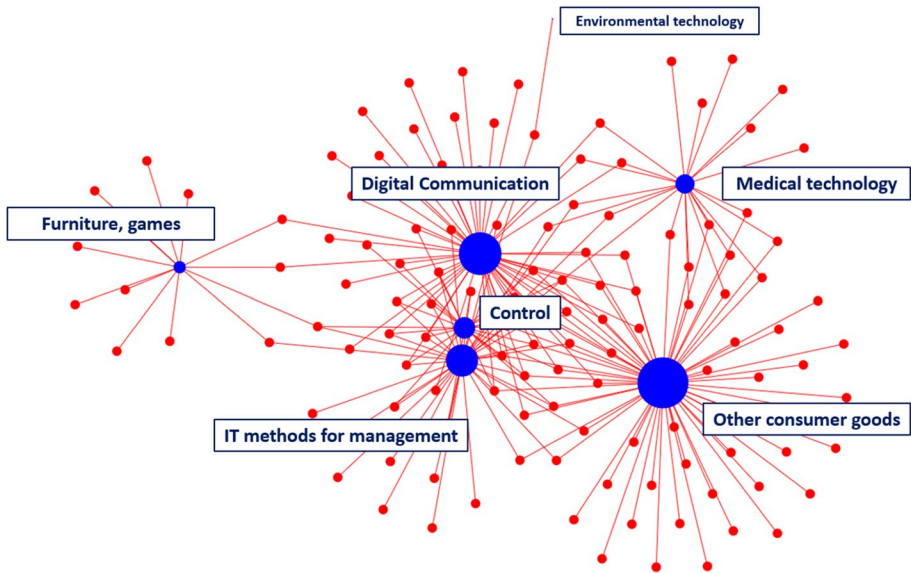 Environmental technology
Digital Communication
Medical technology
Furniture, games
Control
Other consumer goods
IT methods for management